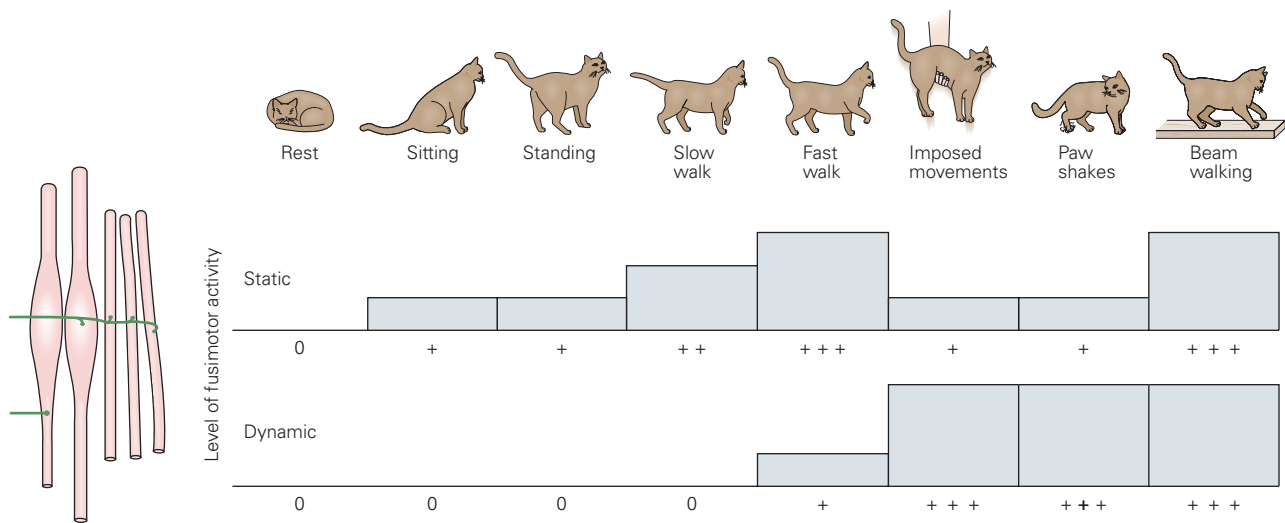 Rest
Sitting
Standing
Slow
walk
Fast
walk
Imposed
movements
Paw
shakes
Beam
walking
Level of fusimotor activity
Static
0 + + + + + + + + + + + +
Dynamic
0 0 0 0 + + + + + + + + + +